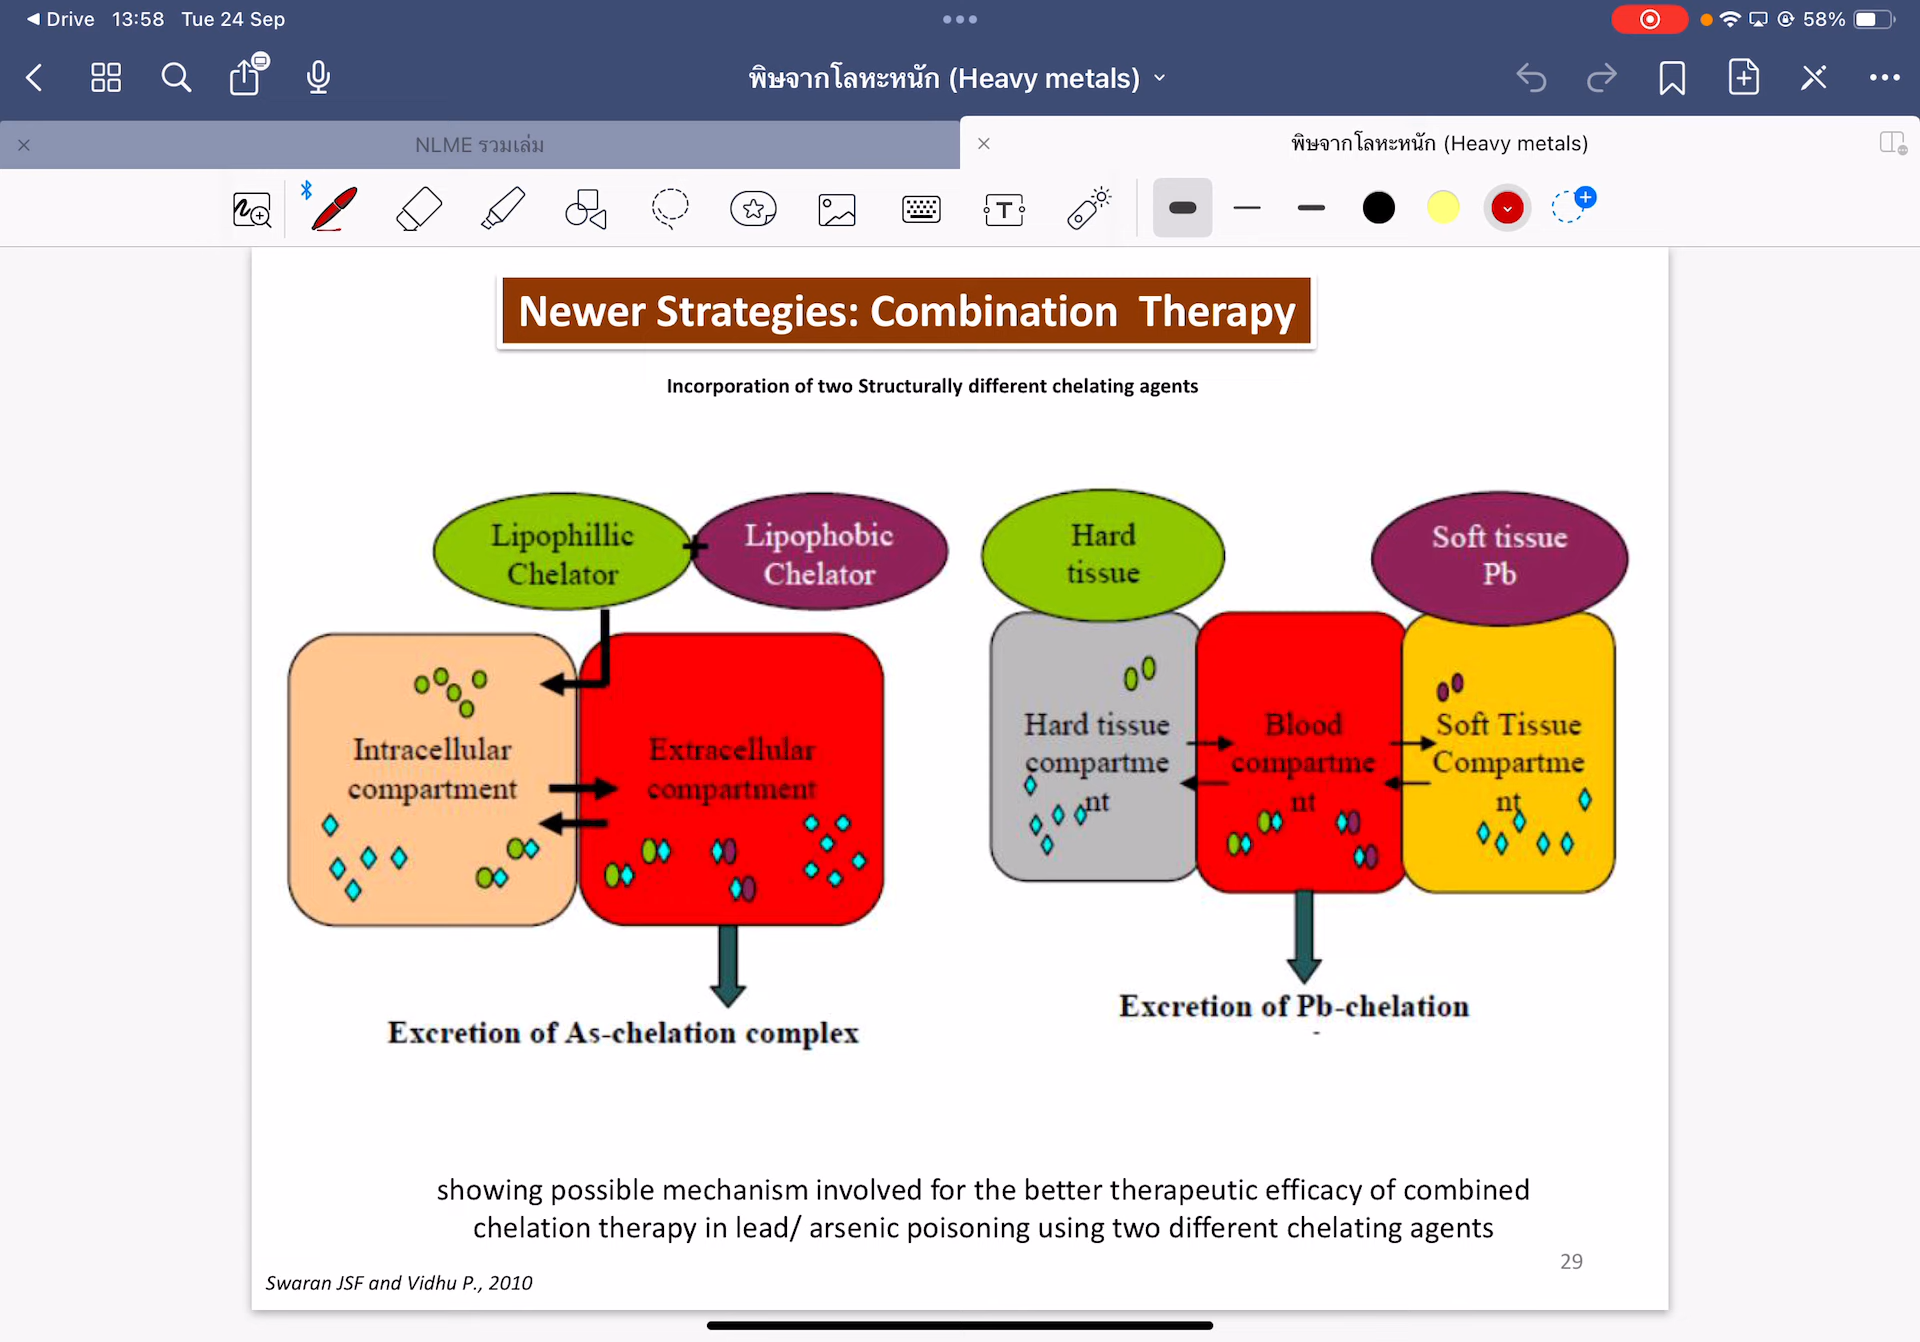 Drive 13:58 Tue 24 Sep
58%
พิษจากโลหะหนัก (Heavy metals)
NLME รวมเล่ม
พิษจากโลหะหนัก (Heavy metals)
T
Newer Strategies: Combination Therapy
Incorporation of two Structurally different chelating agents
Lipophillic
Chelator
+
Lipophobic
Chelator
Intracellular
compartment
Extracellular
compartment
Excretion of As-chelation complex
Hard
tissue
Soft tissue
Pb
Hard tissue
compartme
nt
Blood
compartme
nt
Soft Tissue
Compartme
nt
Excretion of Pb-chelation
showing possible mechanism involved for the better therapeutic efficacy of combined
chelation therapy in lead/ arsenic poisoning using two different chelating agents
29
Swaran JSF and Vidhu P., 2010